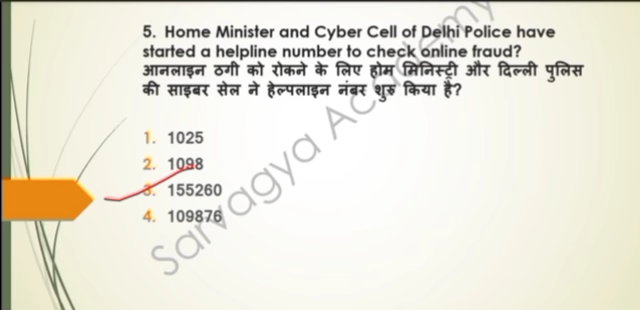 5. Home Minister and Cyber Cell of Delhi Police have
started a helpline number to check online fraud?
आनलाइन ठगी को रोकने के लिए होम मिनिस्ट्री और दिल्ली पुलिस
की साइबर सेल ने हेल्पलाइन नंबर शुरु किया है?
1. 1025
2. 1098
3. 155260
4. 109876
Sarvagya Academy